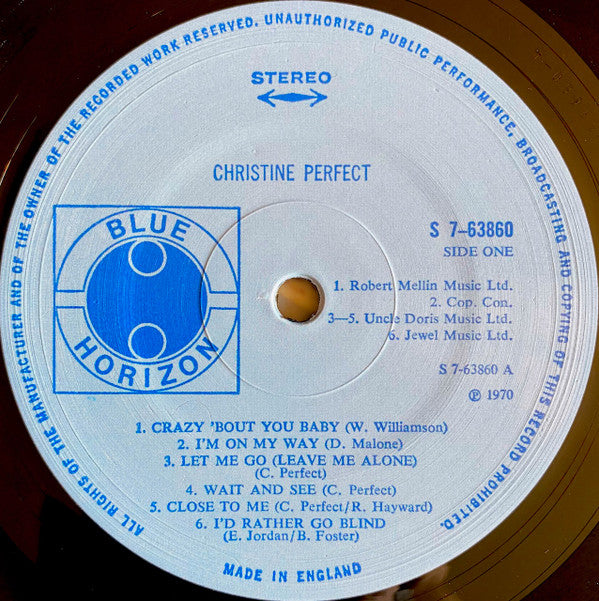 ALL RIGHTS OF THE MANUFACTURER AND OF THE OWNER OF THE RECORDED WORK RESERVED. UNAUTHORIZED PUBLIC PERFORMANCE, BROADCASTING AND COPYING OF THIS RECORD PROHIBITED.
STEREO
CHRISTINE PERFECT
BLUE
HORIZON
S 7-63860
SIDE ONE
1. Robert Mellin Music Ltd.
2. Cop. Con.
3—5. Uncle Doris Music Ltd.
6. Jewel Music Ltd.
S 7-63860 A
Ⓟ 1970
1. CRAZY 'BOUT YOU BABY (W. Williamson)
2. I'M ON MY WAY (D. Malone)
3. LET ME GO (LEAVE ME ALONE)
(C. Perfect)
4. WAIT AND SEE (C. Perfect)
5. CLOSE TO ME (C. Perfect/R. Hayward)
6. I'D RATHER GO BLIND
(E. Jordan/B. Foster)
MADE IN ENGLAND